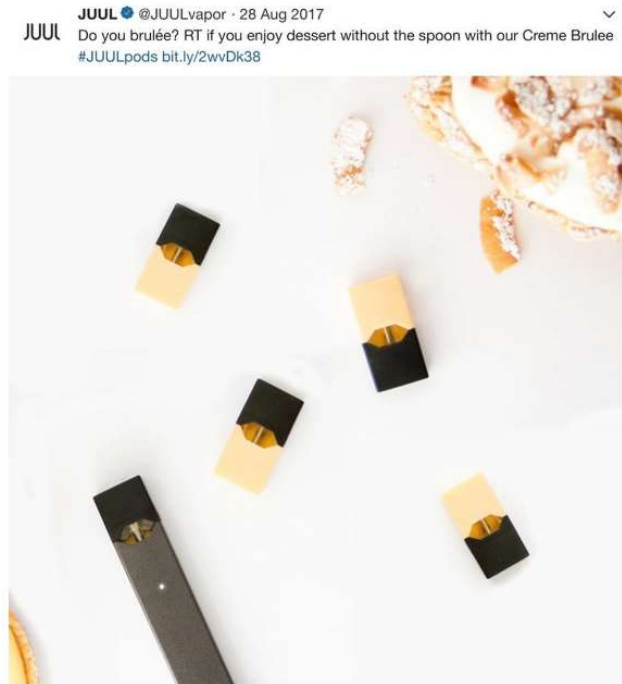 JUUL @JUULvapor · 28 Aug 2017
JUUL
Do you brulée? RT if you enjoy dessert without the spoon with our Creme Brulee
#JUULpods bit.ly/2wvDk38